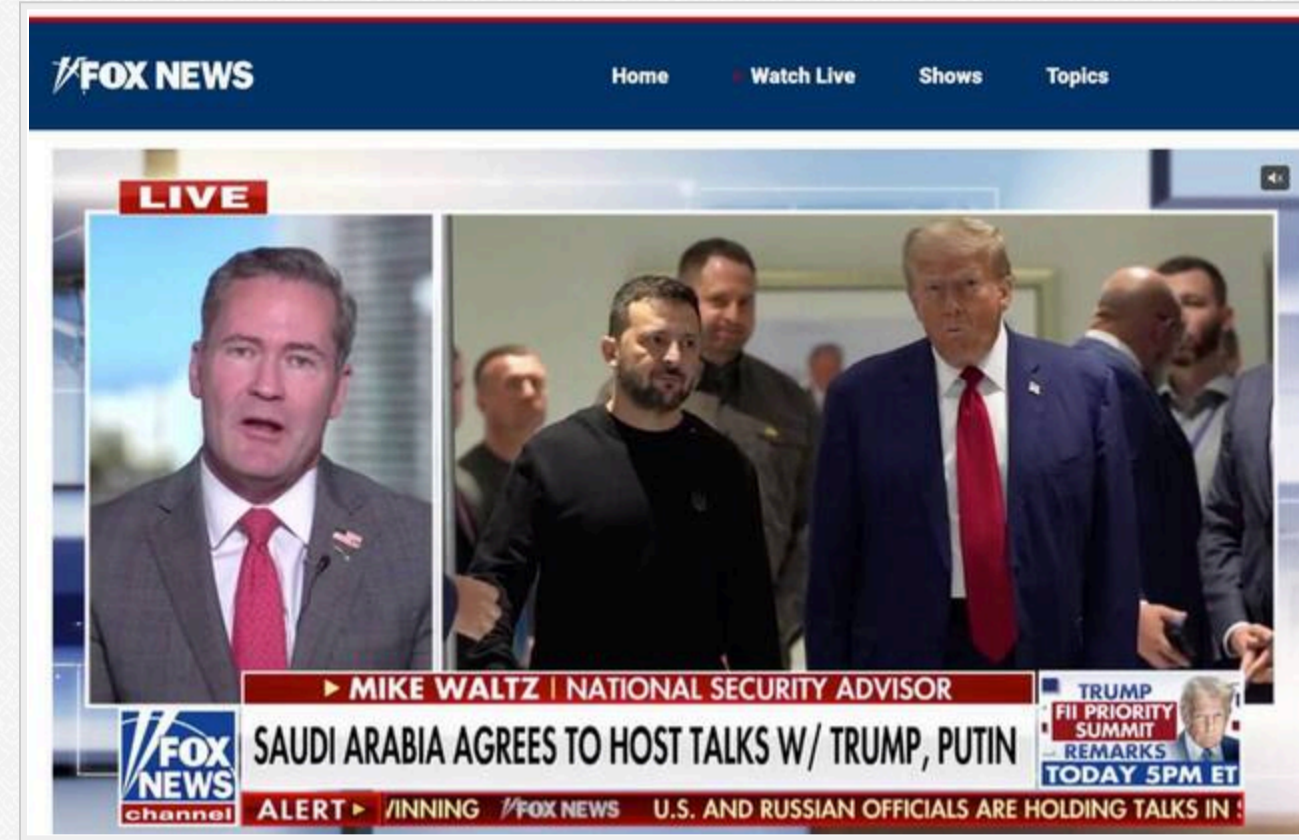 FOX NEWS
Home Watch Live Shows Topics
LIVE
MIKE WALTZ | NATIONAL SECURITY ADVISOR
SAUDI ARABIA AGREES TO HOST TALKS W/ TRUMP, PUTIN
TRUMP
FII PRIORITY
SUMMIT
REMARKS
TODAY 5PM ET
FOX
NEWS
channel
ALERT FOX NEWS U.S. AND RUSSIAN OFFICIALS ARE HOLDING TALKS IN